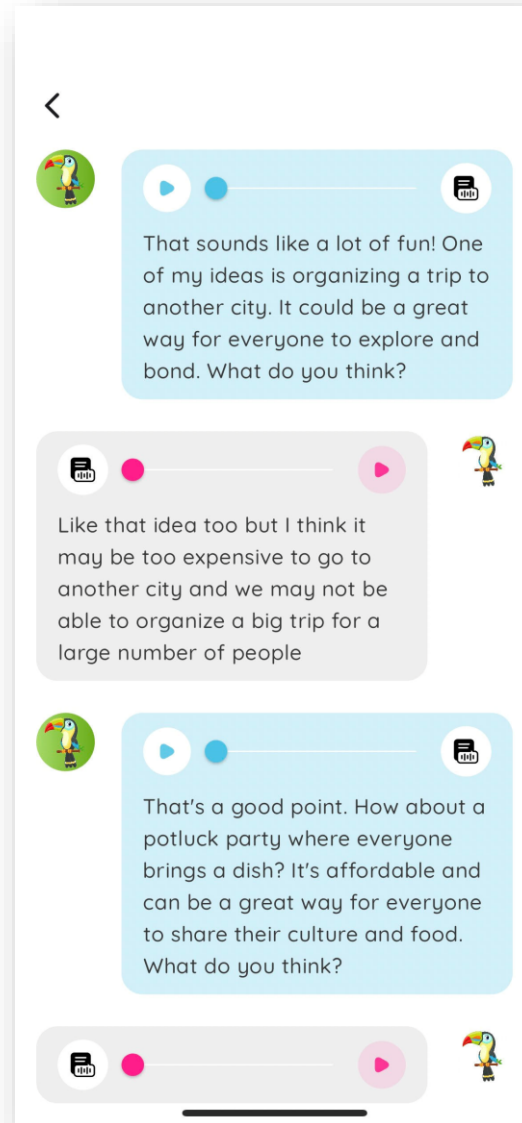 That sounds like a lot of fun! One
of my ideas is organizing a trip to
another city. It could be a great
way for everyone to explore and
bond. What do you think?
Like that idea too but I think it
may be too expensive to go to
another city and we may not be
able to organize a big trip for a
large number of people
That's a good point. How about a
potluck party where everyone
brings a dish? It's affordable and
can be a great way for everyone
to share their culture and food.
What do you think?